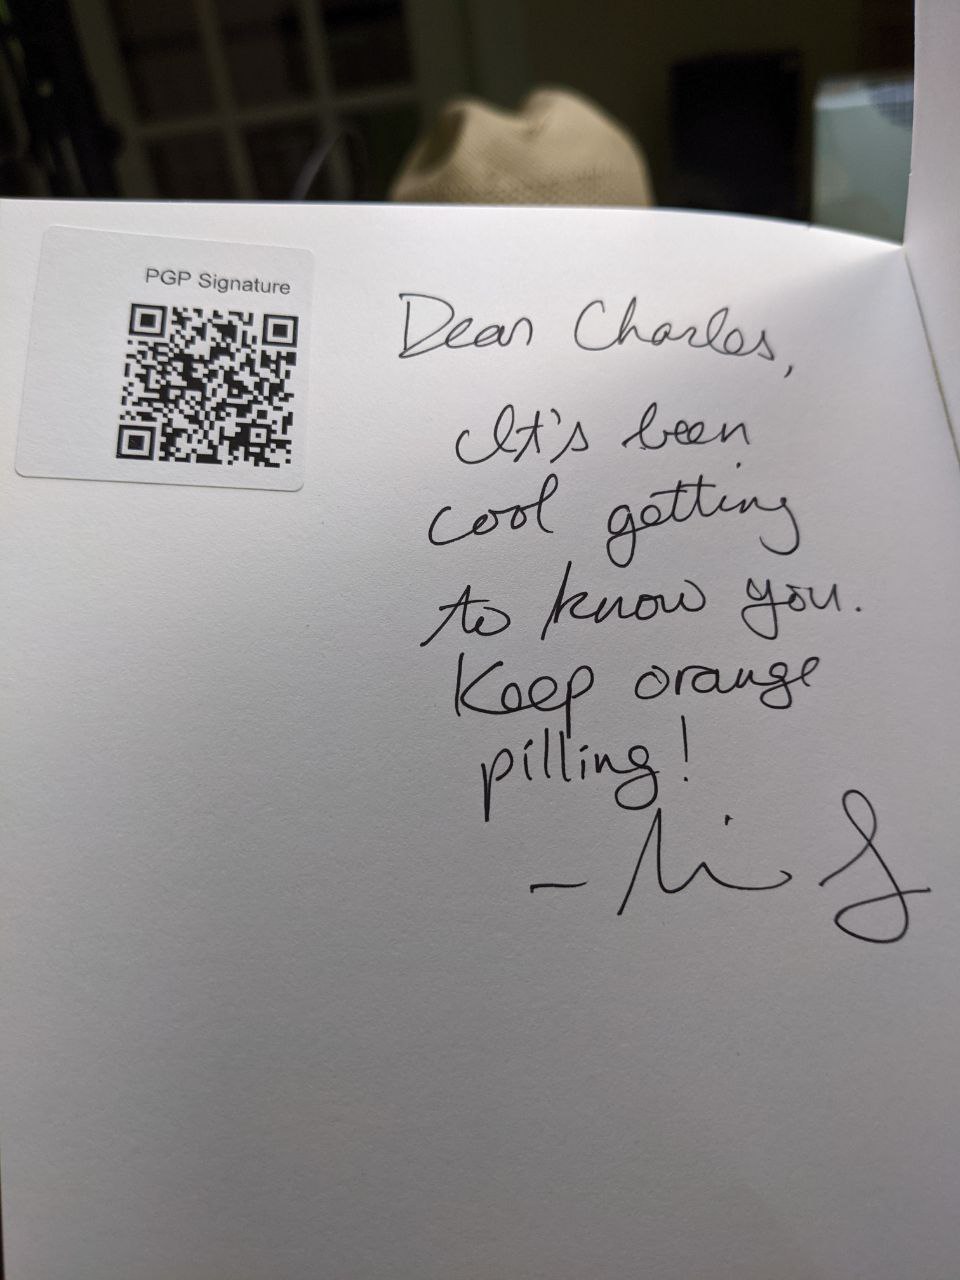 PGP Signature
Dear Charles,
It's been
cool getting
to know you.
Keep orange
pilling!